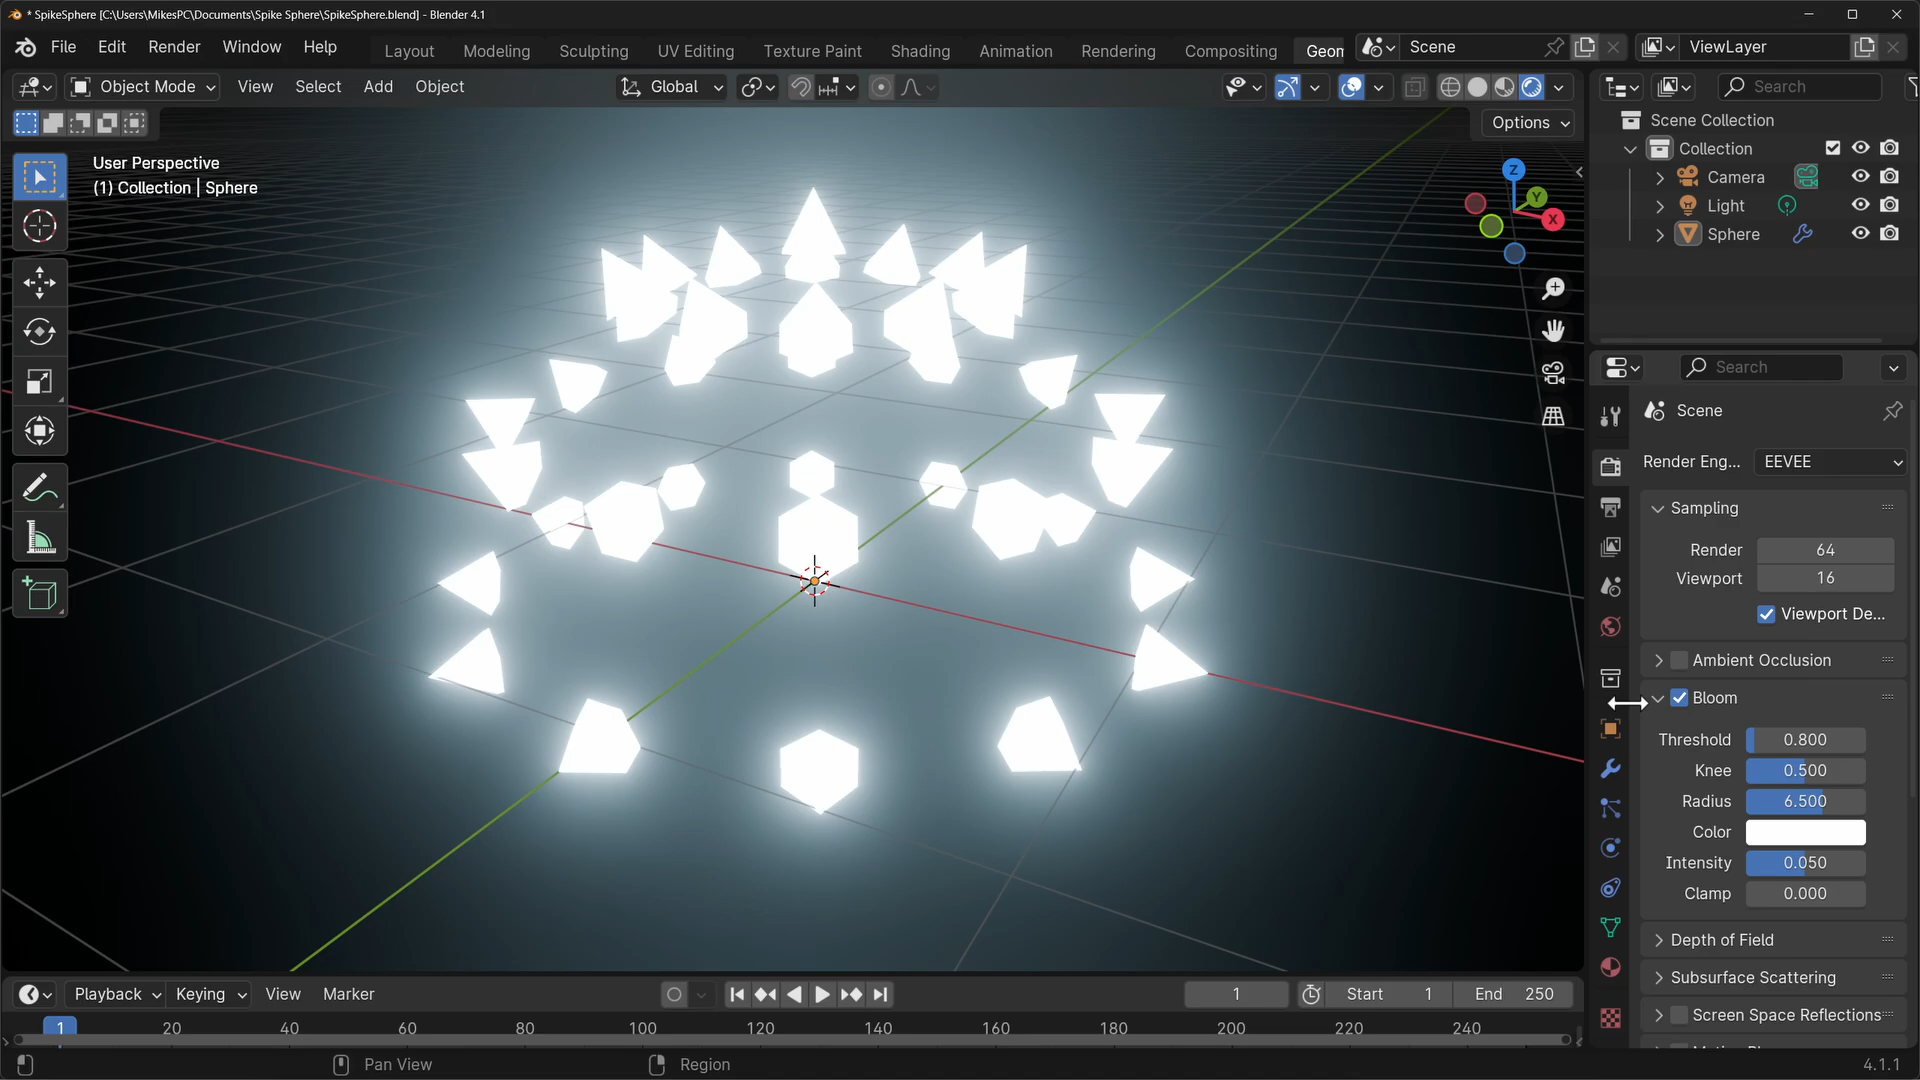 * SpikeSphere [C:\Users\MikesPC\Documents\Spike Sphere\SpikeSphere.blend] - Blender 4.1
File Edit Render Window Help
Layout Modeling Sculpting UV Editing Texture Paint Shading Animation Rendering Compositing Geom
Scene
ViewLayer
Object Mode View Select Add Object
Global
Search
Options
User Perspective
(1) Collection | Sphere
Z
Y
X
Scene Collection
Collection
Camera
Light
Sphere
Search
Scene
Render Eng... EEVEE
Sampling
Render 64
Viewport 16
Viewport De...
Ambient Occlusion
Bloom
Threshold 0.800
Knee 0.500
Radius 6.500
Color
Intensity 0.050
Clamp 0.000
Depth of Field
Subsurface Scattering
Screen Space Reflections
Playback Keying View Marker
1
Start 1 End 250
1 20 40 60 80 100 120 140 160 180 200 220 240
Pan View
Region
4.1.1